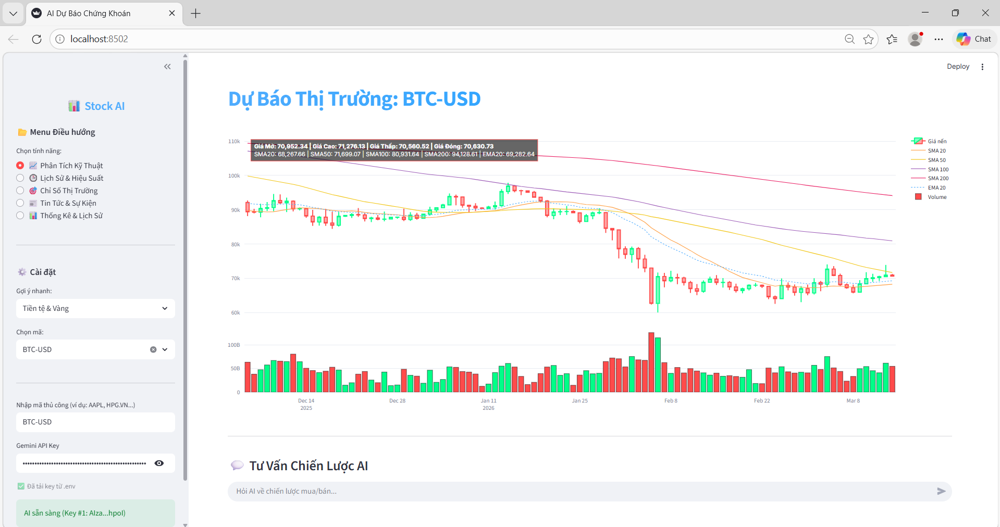 AI Dự Báo Chứng Khoán
localhost:8502
Chat
Deploy
Stock AI
Menu Điều hướng
Chọn tính năng:
Phân Tích Kỹ Thuật
Lịch Sử & Hiệu Suất
Chỉ Số Thị Trường
Tin Tức & Sự Kiện
Thống Kê & Lịch Sử
Cài đặt
Gợi ý nhanh:
Tiền tệ & Vàng
Chọn mã:
BTC-USD
Nhập mã thủ công (ví dụ: AAPL, HPG.VN...)
BTC-USD
Gemini API Key
Đã tải key từ .env
AI sẵn sàng (Key #1: AIza...hpoI)
Dự Báo Thị Trường: BTC-USD
Giá Mở: 70,952.34 | Giá Cao: 71,276.13 | Giá Thấp: 70,560.52 | Giá Đóng: 70,630.73
SMA20: 68,267.66 | SMA50: 71,699.07 | SMA100: 80,931.64 | SMA200: 94,128.61 | EMA20: 69,282.64
110k
100k
90k
80k
70k
60k
100B
50B
0
Dec 14
2025
Dec 28
Jan 11
2026
Jan 25
Feb 8
Feb 22
Mar 8
Giá nến
SMA 20
SMA 50
SMA 100
SMA 200
EMA 20
Volume
Tư Vấn Chiến Lược AI
Hỏi AI về chiến lược mua/bán...